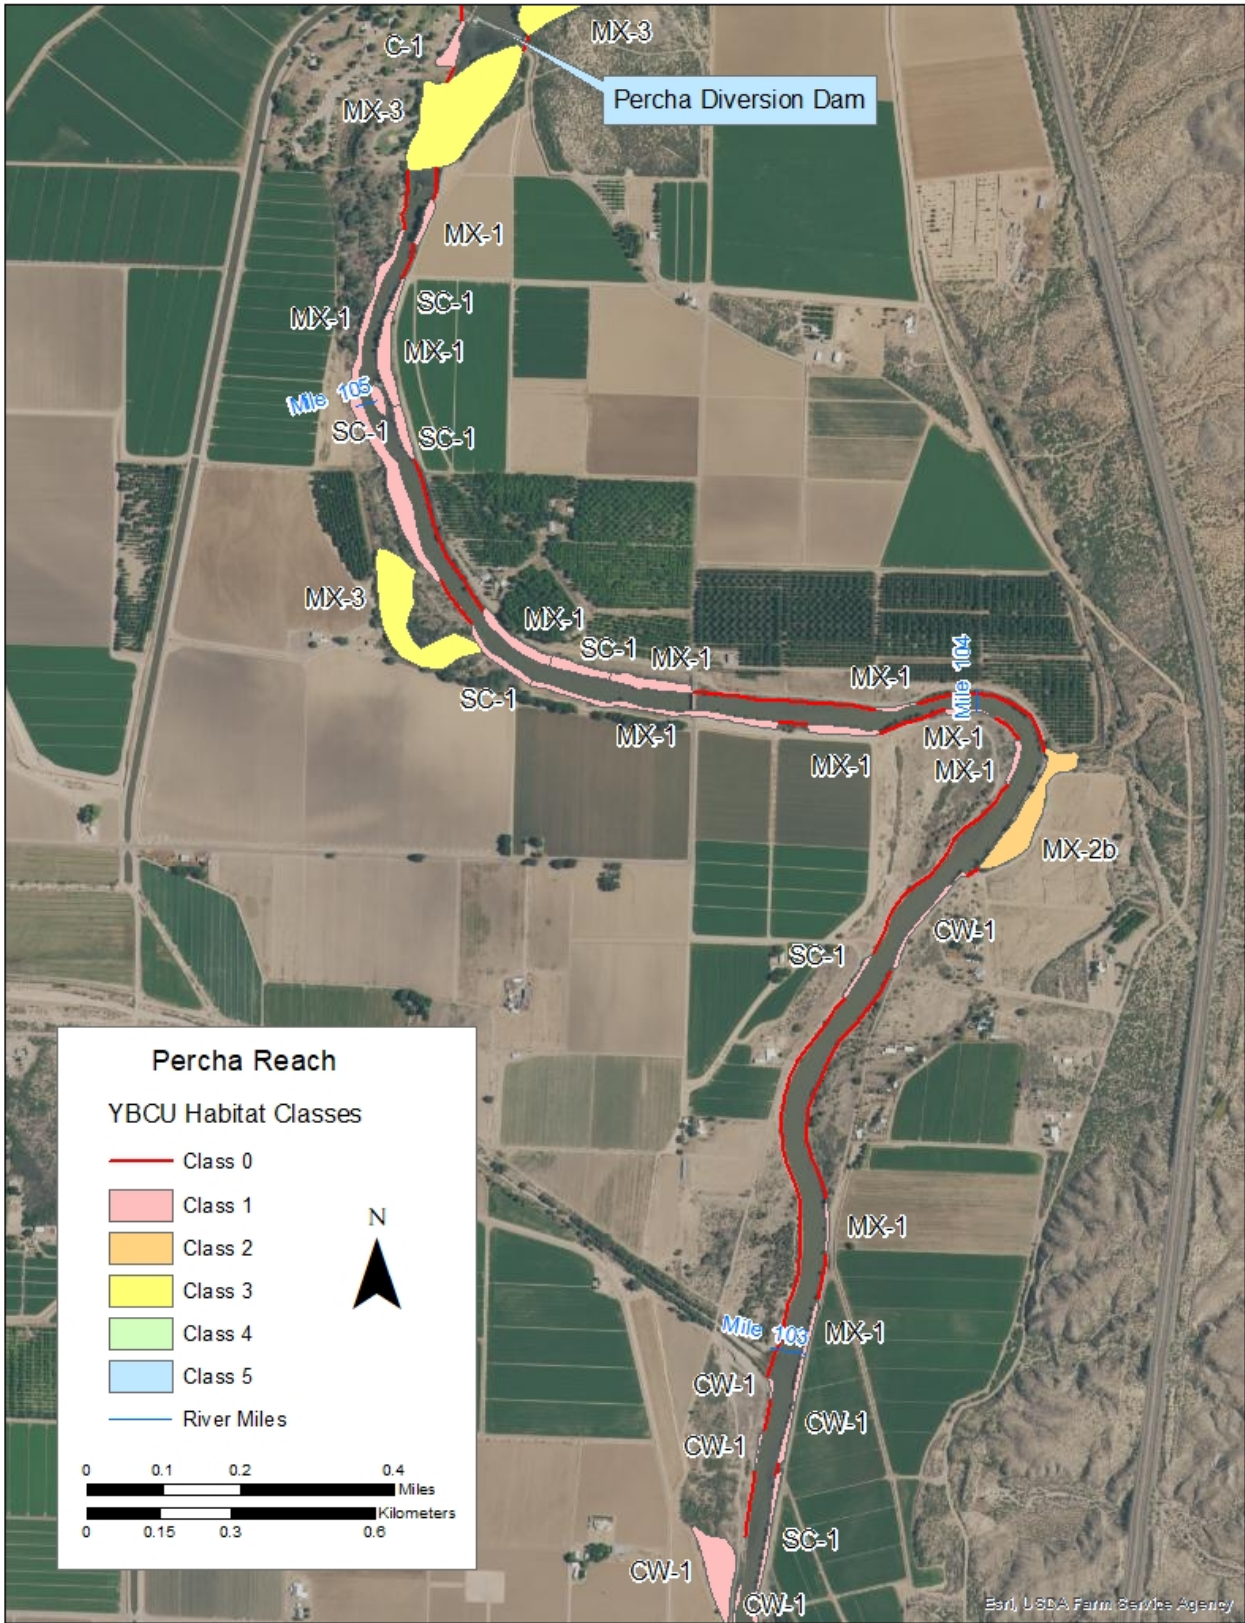 MX-3
C-1
Percha Diversion Dam
MX-3
MX-1
SC-1
MX-1
MX-1
Mile 105
SC-1
SC-1
MX-3
MX-1
SC-1
MX-1
MX-1
Mile 104
SC-1
MX-1
MX-1
MX-1
MX-1
MX-2b
CW-1
SC-1
MX-1
Mile 103
MX-1
CW-1
CW-1
CW-1
SC-1
CW-1
CW-1
Percha Reach
YBCU Habitat Classes
Class 0
Class 1
Class 2
Class 3
Class 4
Class 5
River Miles
N
0 0.1 0.2 0.4
Miles
Kilometers
0 0.15 0.3 0.6
Esri, USDA Farm Service Agency